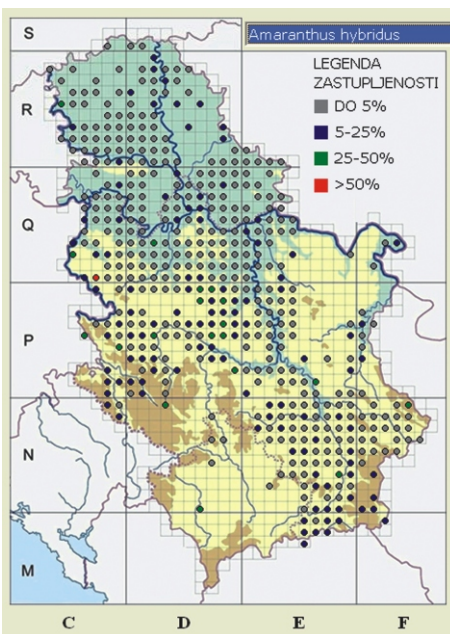 Amaranthus hybridus
LEGENDA
ZASTUPLJENOSTI
DO 5%
5-25%
25-50%
>50%
S
R
Q
P
N
M
C D E F